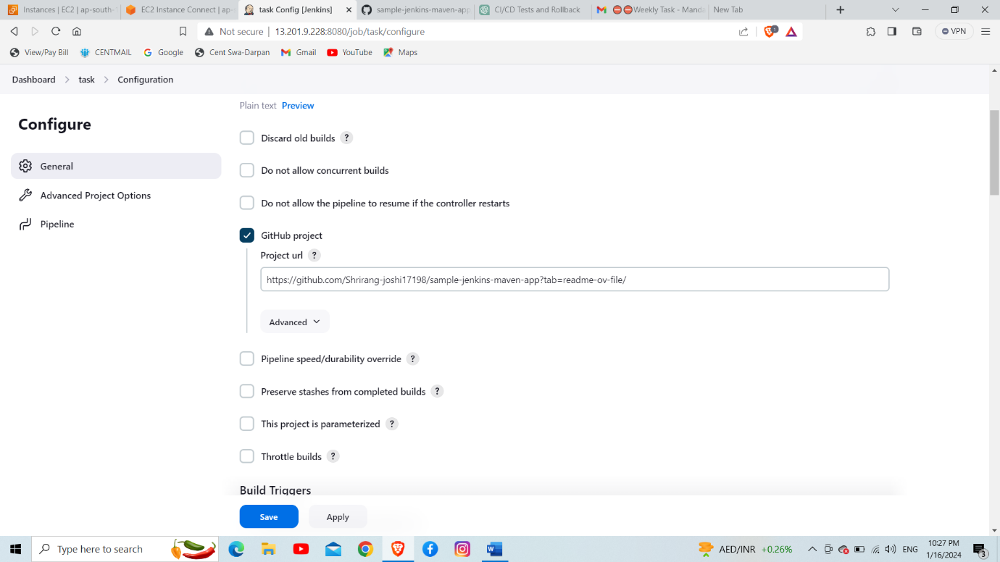 Instances | EC2 | ap-south-
EC2 Instance Connect | ap-
task Config [Jenkins]
sample-jenkins-maven-app
CI/CD Tests and Rollback
Weekly Task - Mand
New Tab
Not secure | 13.201.9.228:8080/job/task/configure
1
VPN
View/Pay Bill
CENTMAIL
Google
Cent Swa-Darpan
Gmail
YouTube
Maps
Dashboard > task > Configuration
Configure
General
Advanced Project Options
Pipeline
Plain text Preview
Discard old builds ?
Do not allow concurrent builds
Do not allow the pipeline to resume if the controller restarts
GitHub project
Project url ?
https://github.com/Shrirang-joshi17198/sample-jenkins-maven-app?tab=readme-ov-file/
Advanced
Pipeline speed/durability override ?
Preserve stashes from completed builds ?
This project is parameterized ?
Throttle builds ?
Build Triggers
Save
Apply
Type here to search
AED/INR +0.26%
ENG
10:27 PM
1/16/2024
3